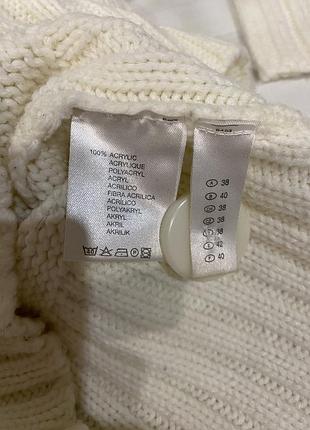 100% ACRYLIC
ACRYLIQUE
POLYACRYL
ACRYL
ACRILICO
FIBRA ACRILICA
ACRILICO
POLYAKRYL
AKRYL
AKRIL
AKRIJLIK
38
40
38
38
38
42
40